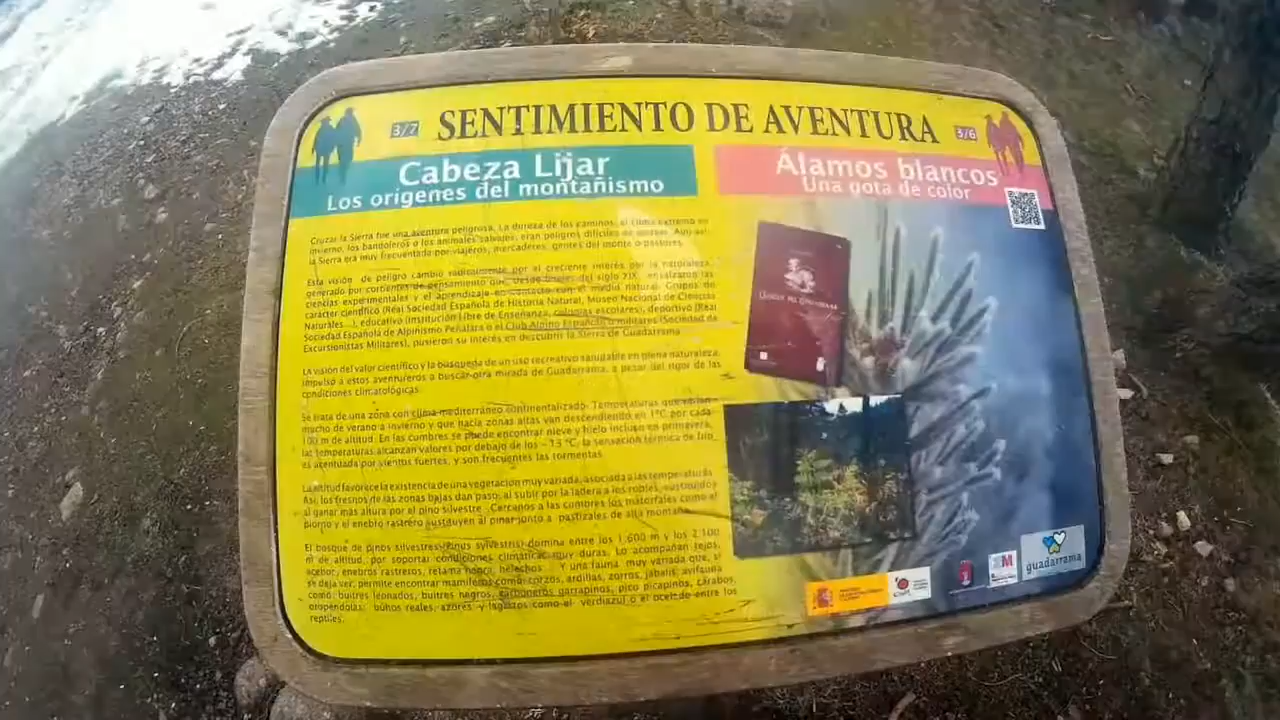 3/7 SENTIMIENTO DE AVENTURA 3/6
Cabeza Lijar
Los orígenes del montañismo
Álamos blancos
Una gota de color
Cruzar la Sierra fue una aventura peligrosa. La dureza de los caminos, el clima extremo en
invierno, los bandoleros o los animales salvajes, eran peligros difíciles de Aun así,
la Sierra era muy frecuentada por viajeros, mercaderes, gentes del monte o pastores.
Esta visión de peligro cambió radicalmente por el creciente interés por la naturaleza,
generado por corrientes de pensamiento que, desde finales del siglo XIX, ensalzaron las
ciencias experimentales y el aprendizaje en contacto con el medio natural. Grupos de
carácter científico (Real Sociedad Española de Historia Natural, Museo Nacional de Ciencias
Naturales...), educativo (Institución Libre de Enseñanza, colonias escolares), deportivo (Real
Sociedad Española de Alpinismo Peñalara o el Club Alpino Español) o militares (Sociedad de
Excursionistas Militares), pusieron su interés en descubrir la Sierra de Guadarrama.
La visión del valor científico y la búsqueda de un uso recreativo saludable en plena naturaleza,
impulsó a estos aventureros a buscar otra mirada de Guadarrama, a pesar del rigor de las
condiciones climatológicas.
Se trata de una zona con clima mediterráneo continentalizado. Temperaturas que varían
mucho de verano a invierno y que hacia zonas altas van descendiendo en 1ºC por cada
100 m de altitud. En las cumbres se puede encontrar nieve y hielo incluso en primavera,
las temperaturas alcanzan valores por debajo de los - 13 ºC, la sensación térmica de frío
es acentuada por vientos fuertes, y son frecuentes las tormentas.
La altitud favorece la existencia de una vegetación muy variada, asociada a las temperaturas.
Así, los fresnos de las zonas bajas dan paso, al subir por la ladera a los robles, sustituidos
al ganar más altura por el pino silvestre. Cercanos a las cumbres los matorrales como el
piorno y el enebro rastrero sustituyen al pinar junto a pastizales de alta montaña.
El bosque de pinos silvestres (Pinus sylvestris) domina entre los 1.600 m y los 2.100
m de altitud, por soportar condiciones climáticas muy duras. Lo acompañan tejos,
acebos, enebros rastreros, retama negra, helechos... Y una fauna muy variada que, si
se deja ver, permite encontrar mamíferos como: corzos, ardillas, zorros, jabalís; avifauna
como: buitres leonados, buitres negros, carboneros garrapinos, pico picapinos, cárabos,
oropéndolas, búhos reales, azores y lagartos como el verdiazul o el ocelado entre los
reptiles.
guadarrama